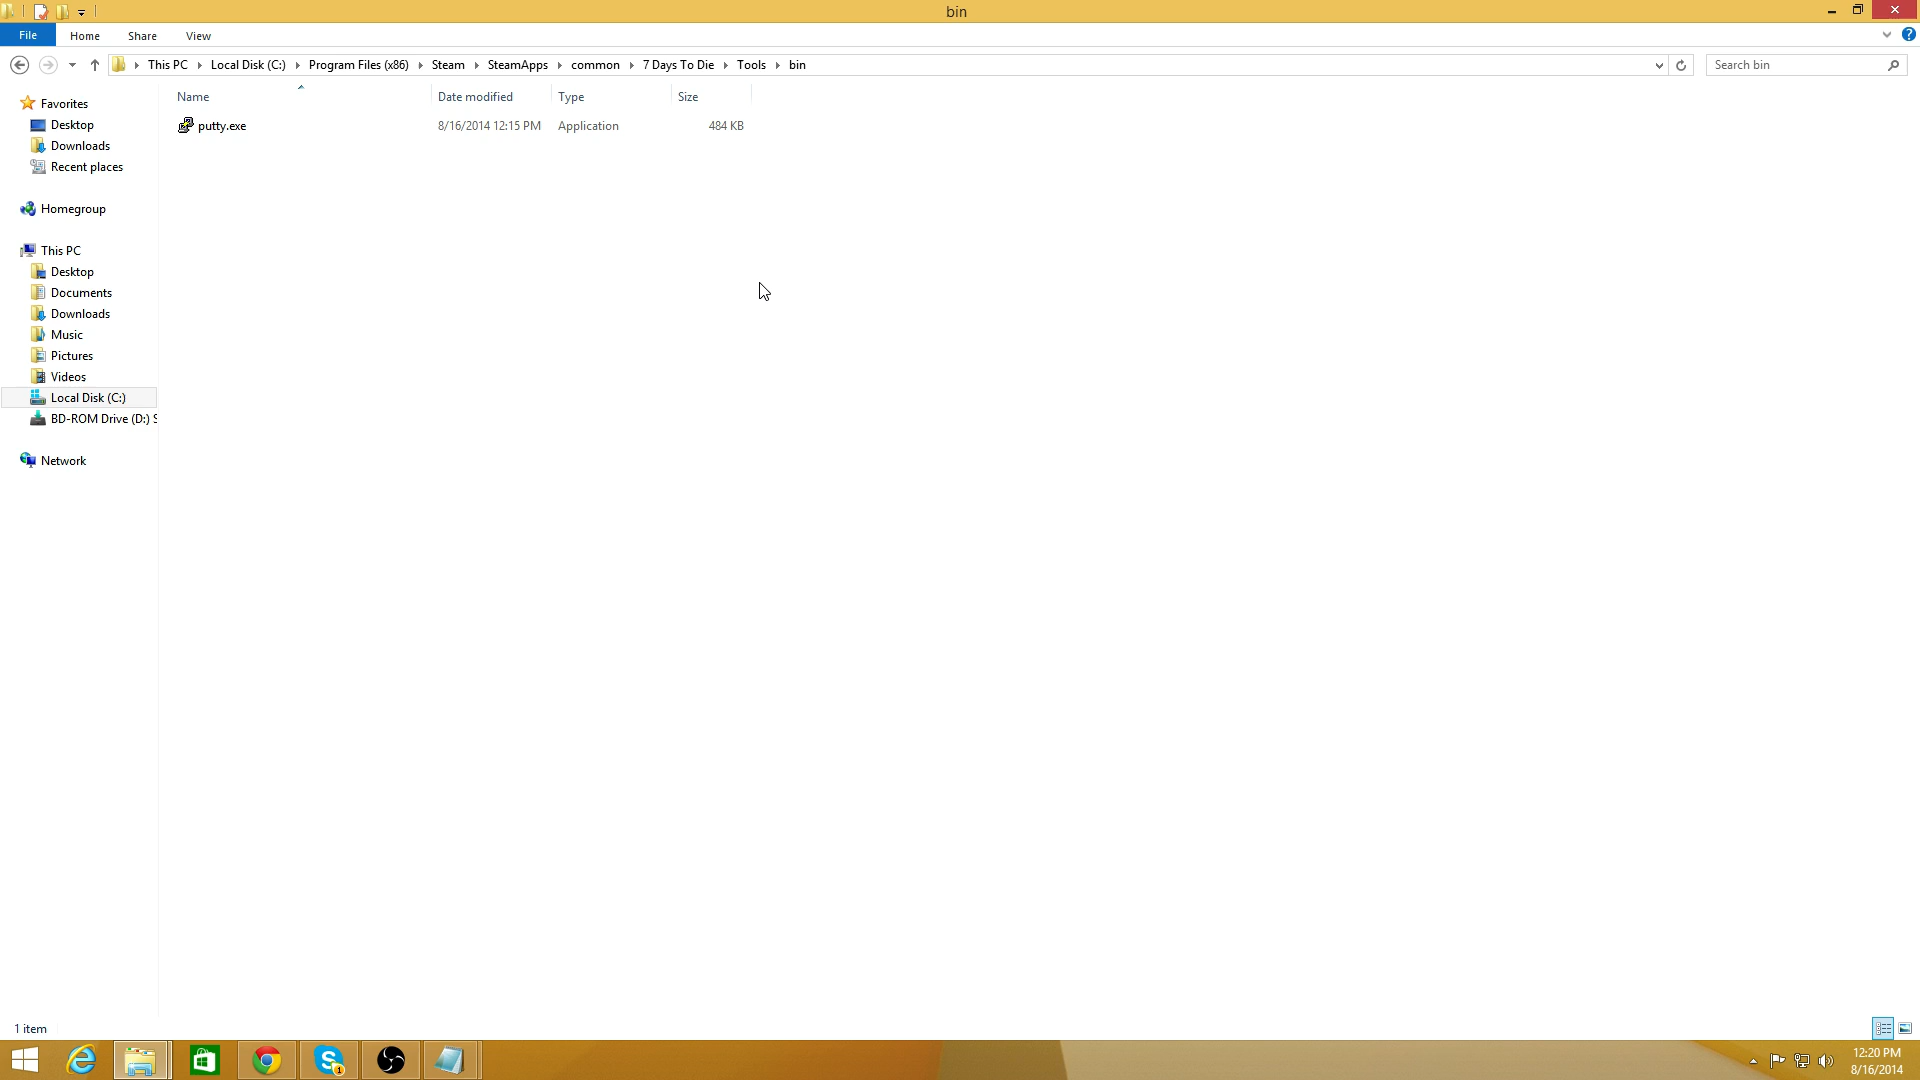 bin
File Home Share View
This PC Local Disk (C:) Program Files (x86) Steam SteamApps common 7 Days To Die Tools bin Search bin
Name Date modified Type Size
putty.exe 8/16/2014 12:15 PM Application 484 KB
Favorites
Desktop
Downloads
Recent places
Homegroup
This PC
Desktop
Documents
Downloads
Music
Pictures
Videos
Local Disk (C:)
BD-ROM Drive (D:) S
Network
1 item
1
12:20 PM
8/16/2014